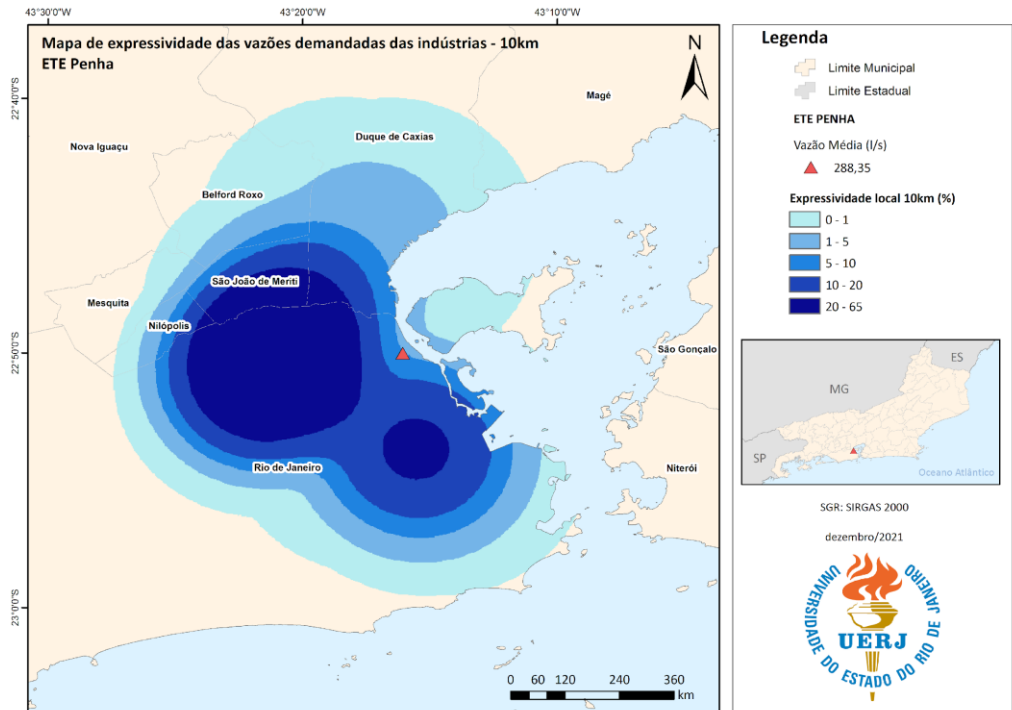 43°30'0"O
43°20'0"O
43°10'0"O
Mapa de expressividade das vazões demandadas das indústrias - 10km
ETE Penha
N
22°40'0"S
22°50'0"S
23°0'0"S
Magé
Duque de Caxias
Nova Iguaçu
Belford Roxo
São João de Meriti
Mesquita
Nilópolis
São Gonçalo
Rio de Janeiro
Niterói
0 60 120 240 360
km
Legenda
Limite Municipal
Limite Estadual
ETE PENHA
Vazão Média (l/s)
288,35
Expressividade local 10km (%)
0 - 1
1 - 5
5 - 10
10 - 20
20 - 65
ES
MG
SP
Oceano Atlântico
SGR: SIRGAS 2000
dezembro/2021
UNIVERSIDADE DO ESTADO DO RIO DE JANEIRO
UERJ